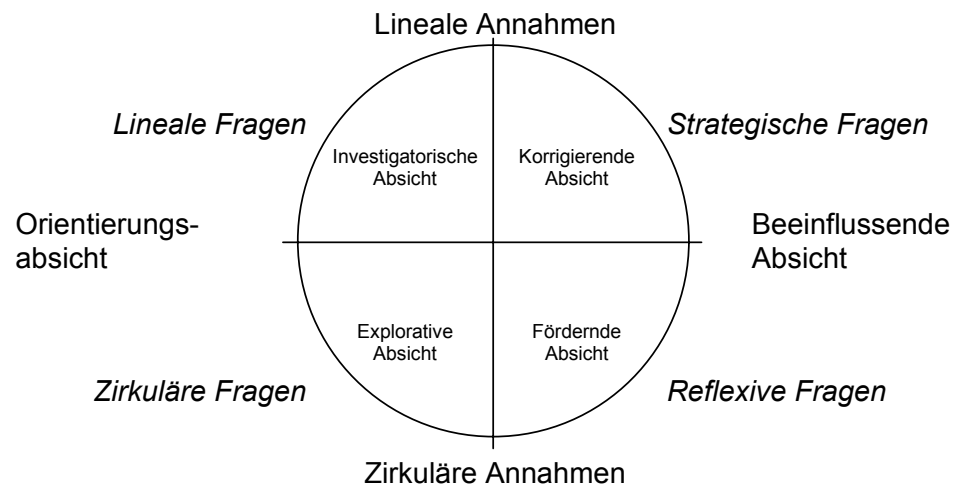 Lineale Annahmen
Lineale Fragen
Strategische Fragen
Investigatorische
Absicht
Korrigierende
Absicht
Orientierungs-
absicht
Beeinflussende
Absicht
Explorative
Absicht
Fördernde
Absicht
Zirkuläre Fragen
Reflexive Fragen
Zirkuläre Annahmen